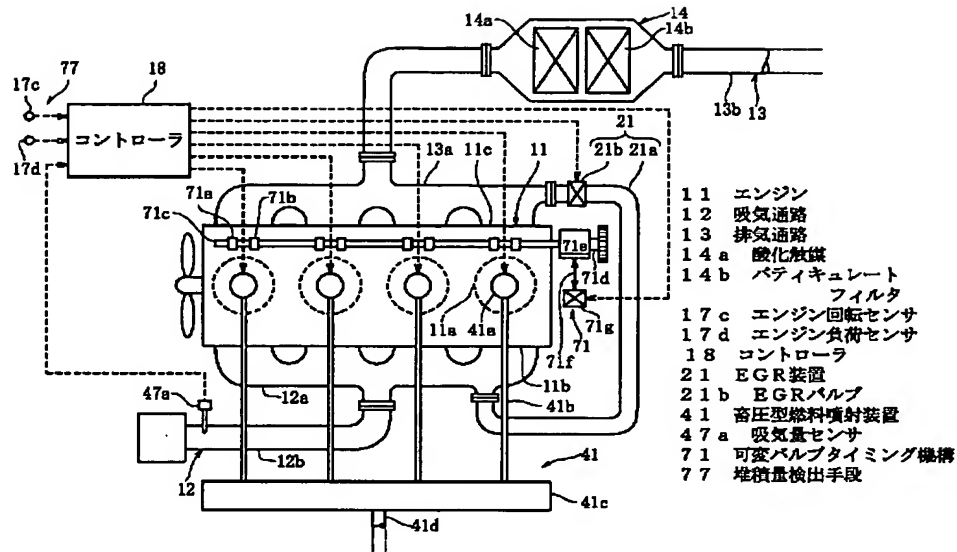 14a
14
14b
17c
77
18
コントローラ
17d
13b
13
21
21b
21a
13a
11c
11
71a
71b
71c
71e
71d
11a
41a
71g
71f
71
11b
47a
12a
41b
12
12b
41
41c
41d
11 エンジン
12 吸気通路
13 排気通路
14a 酸化触媒
14b パティキュレート
フィルタ
17c エンジン回転センサ
17d エンジン負荷センサ
18 コントローラ
21 EGR装置
21b EGRバルブ
41 畜圧型燃料噴射装置
47a 吸気量センサ
71 可変バルブタイミング機構
77 堆積量検出手段